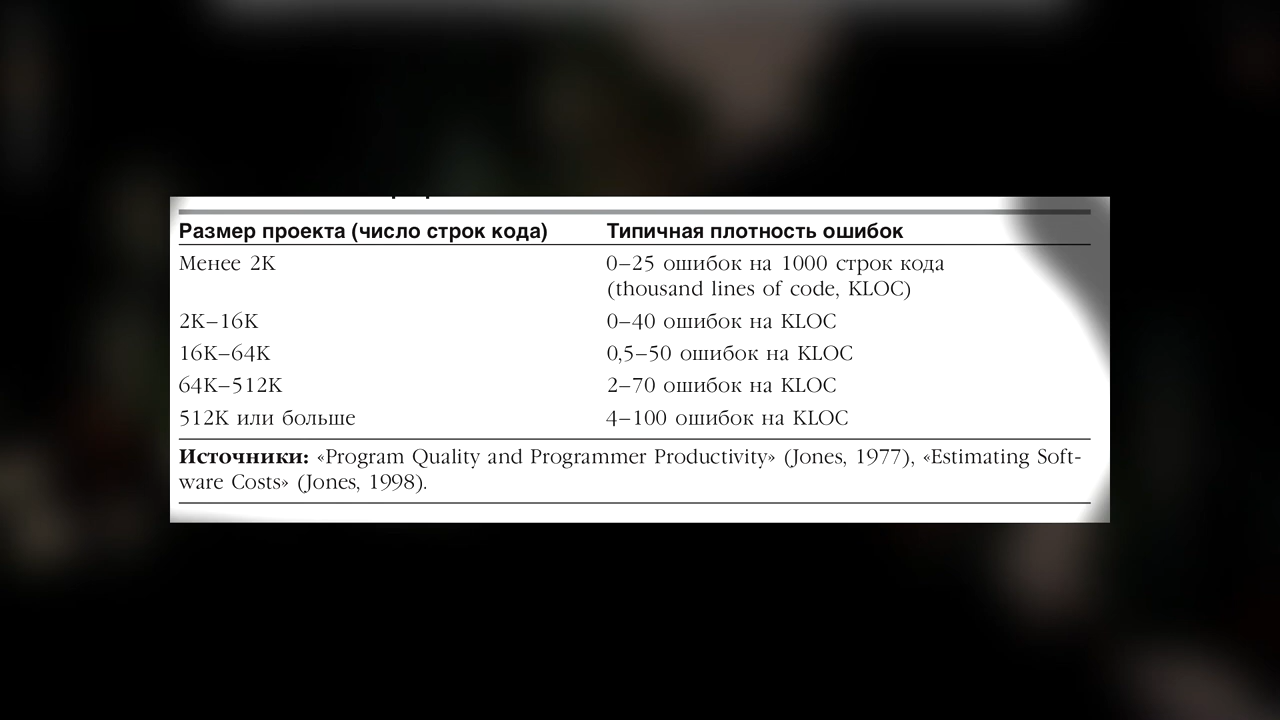 Размер проекта (число строк кода) Типичная плотность ошибок
Менее 2K 0–25 ошибок на 1000 строк кода
(thousand lines of code, KLOC)
2K–16K 0–40 ошибок на KLOC
16K–64K 0,5–50 ошибок на KLOC
64K–512K 2–70 ошибок на KLOC
512K или больше 4–100 ошибок на KLOC
Источники: «Program Quality and Programmer Productivity» (Jones, 1977), «Estimating Soft-
ware Costs» (Jones, 1998).